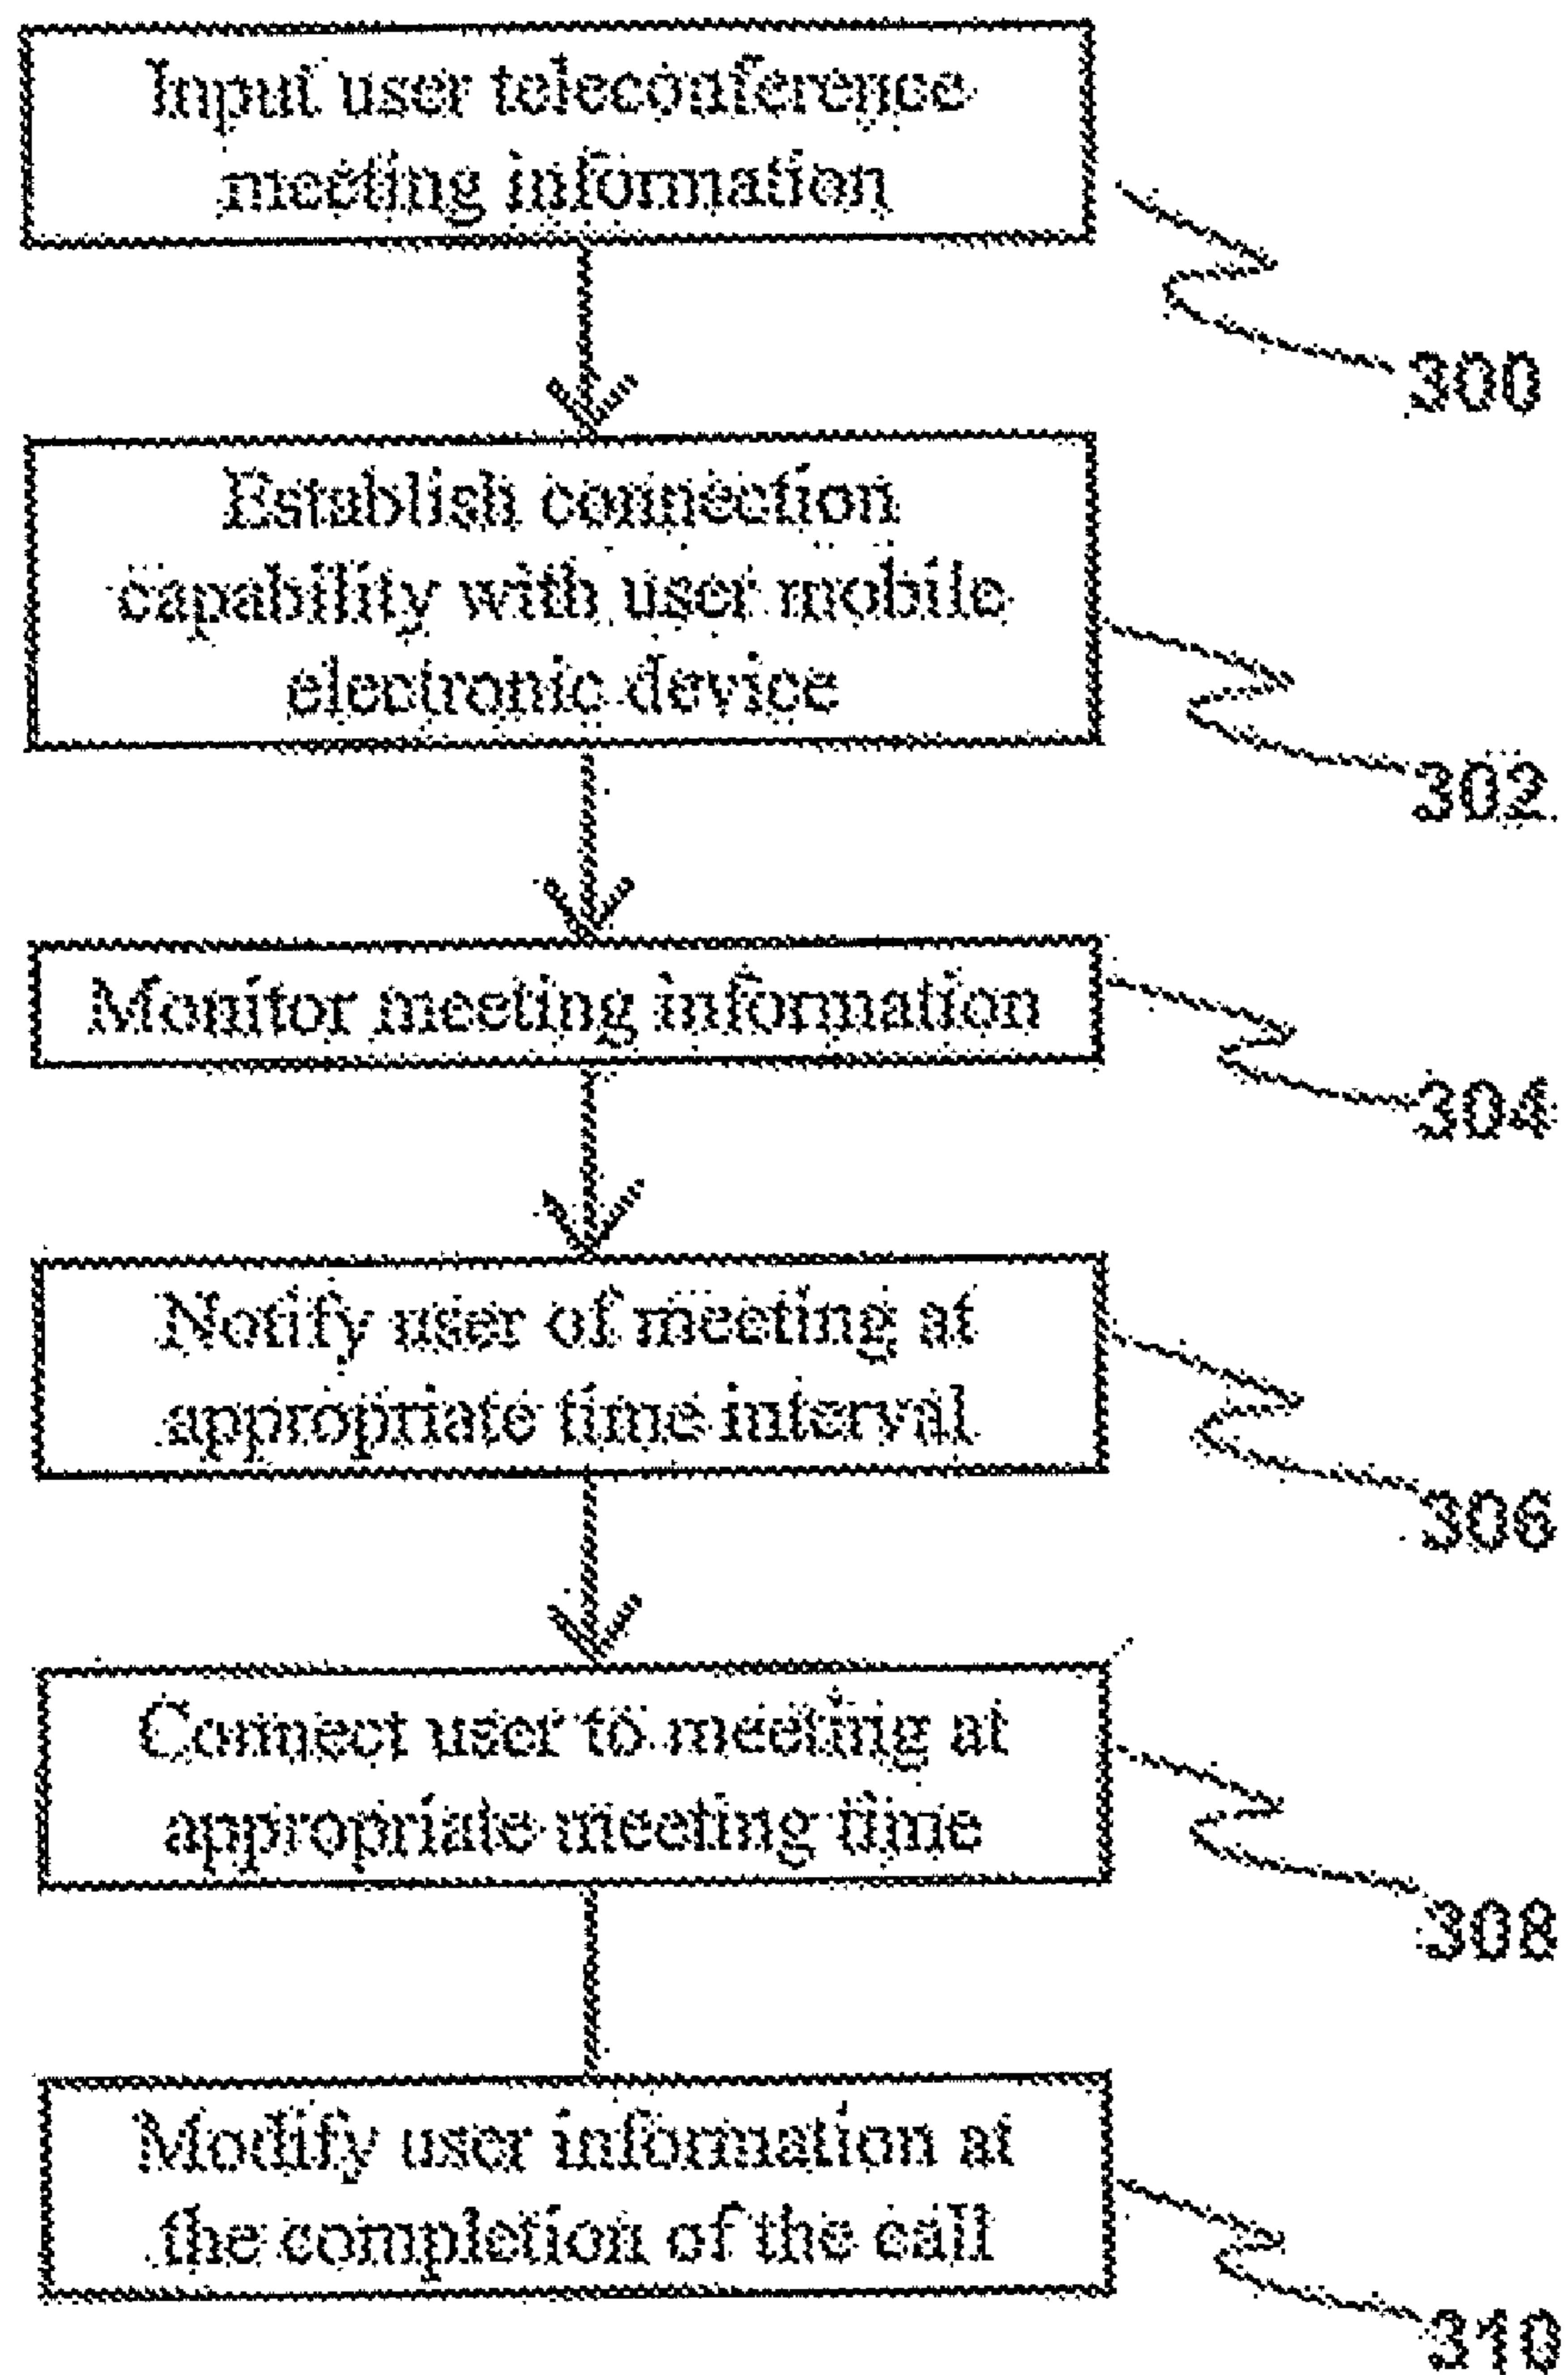 Input user teleconference
meeting information
300
Establish connection
capability with user mobile
electronic device
302
Monitor meeting information
304
Notify user of meeting at
appropriate time interval
306
Connect user to meeting at
appropriate meeting time
308
Modify user information at
the completion of the call
310